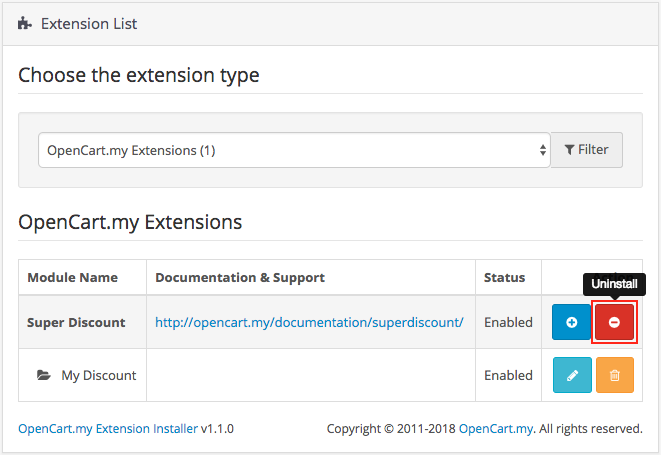 Extension List
Choose the extension type
OpenCart.my Extensions (1) Filter
OpenCart.my Extensions
Module Name Documentation & Support Status
Uninstall
Super Discount http://opencart.my/documentation/superdiscount/ Enabled
My Discount Enabled
OpenCart.my Extension Installer v1.1.0 Copyright © 2011-2018 OpenCart.my. All rights reserved.